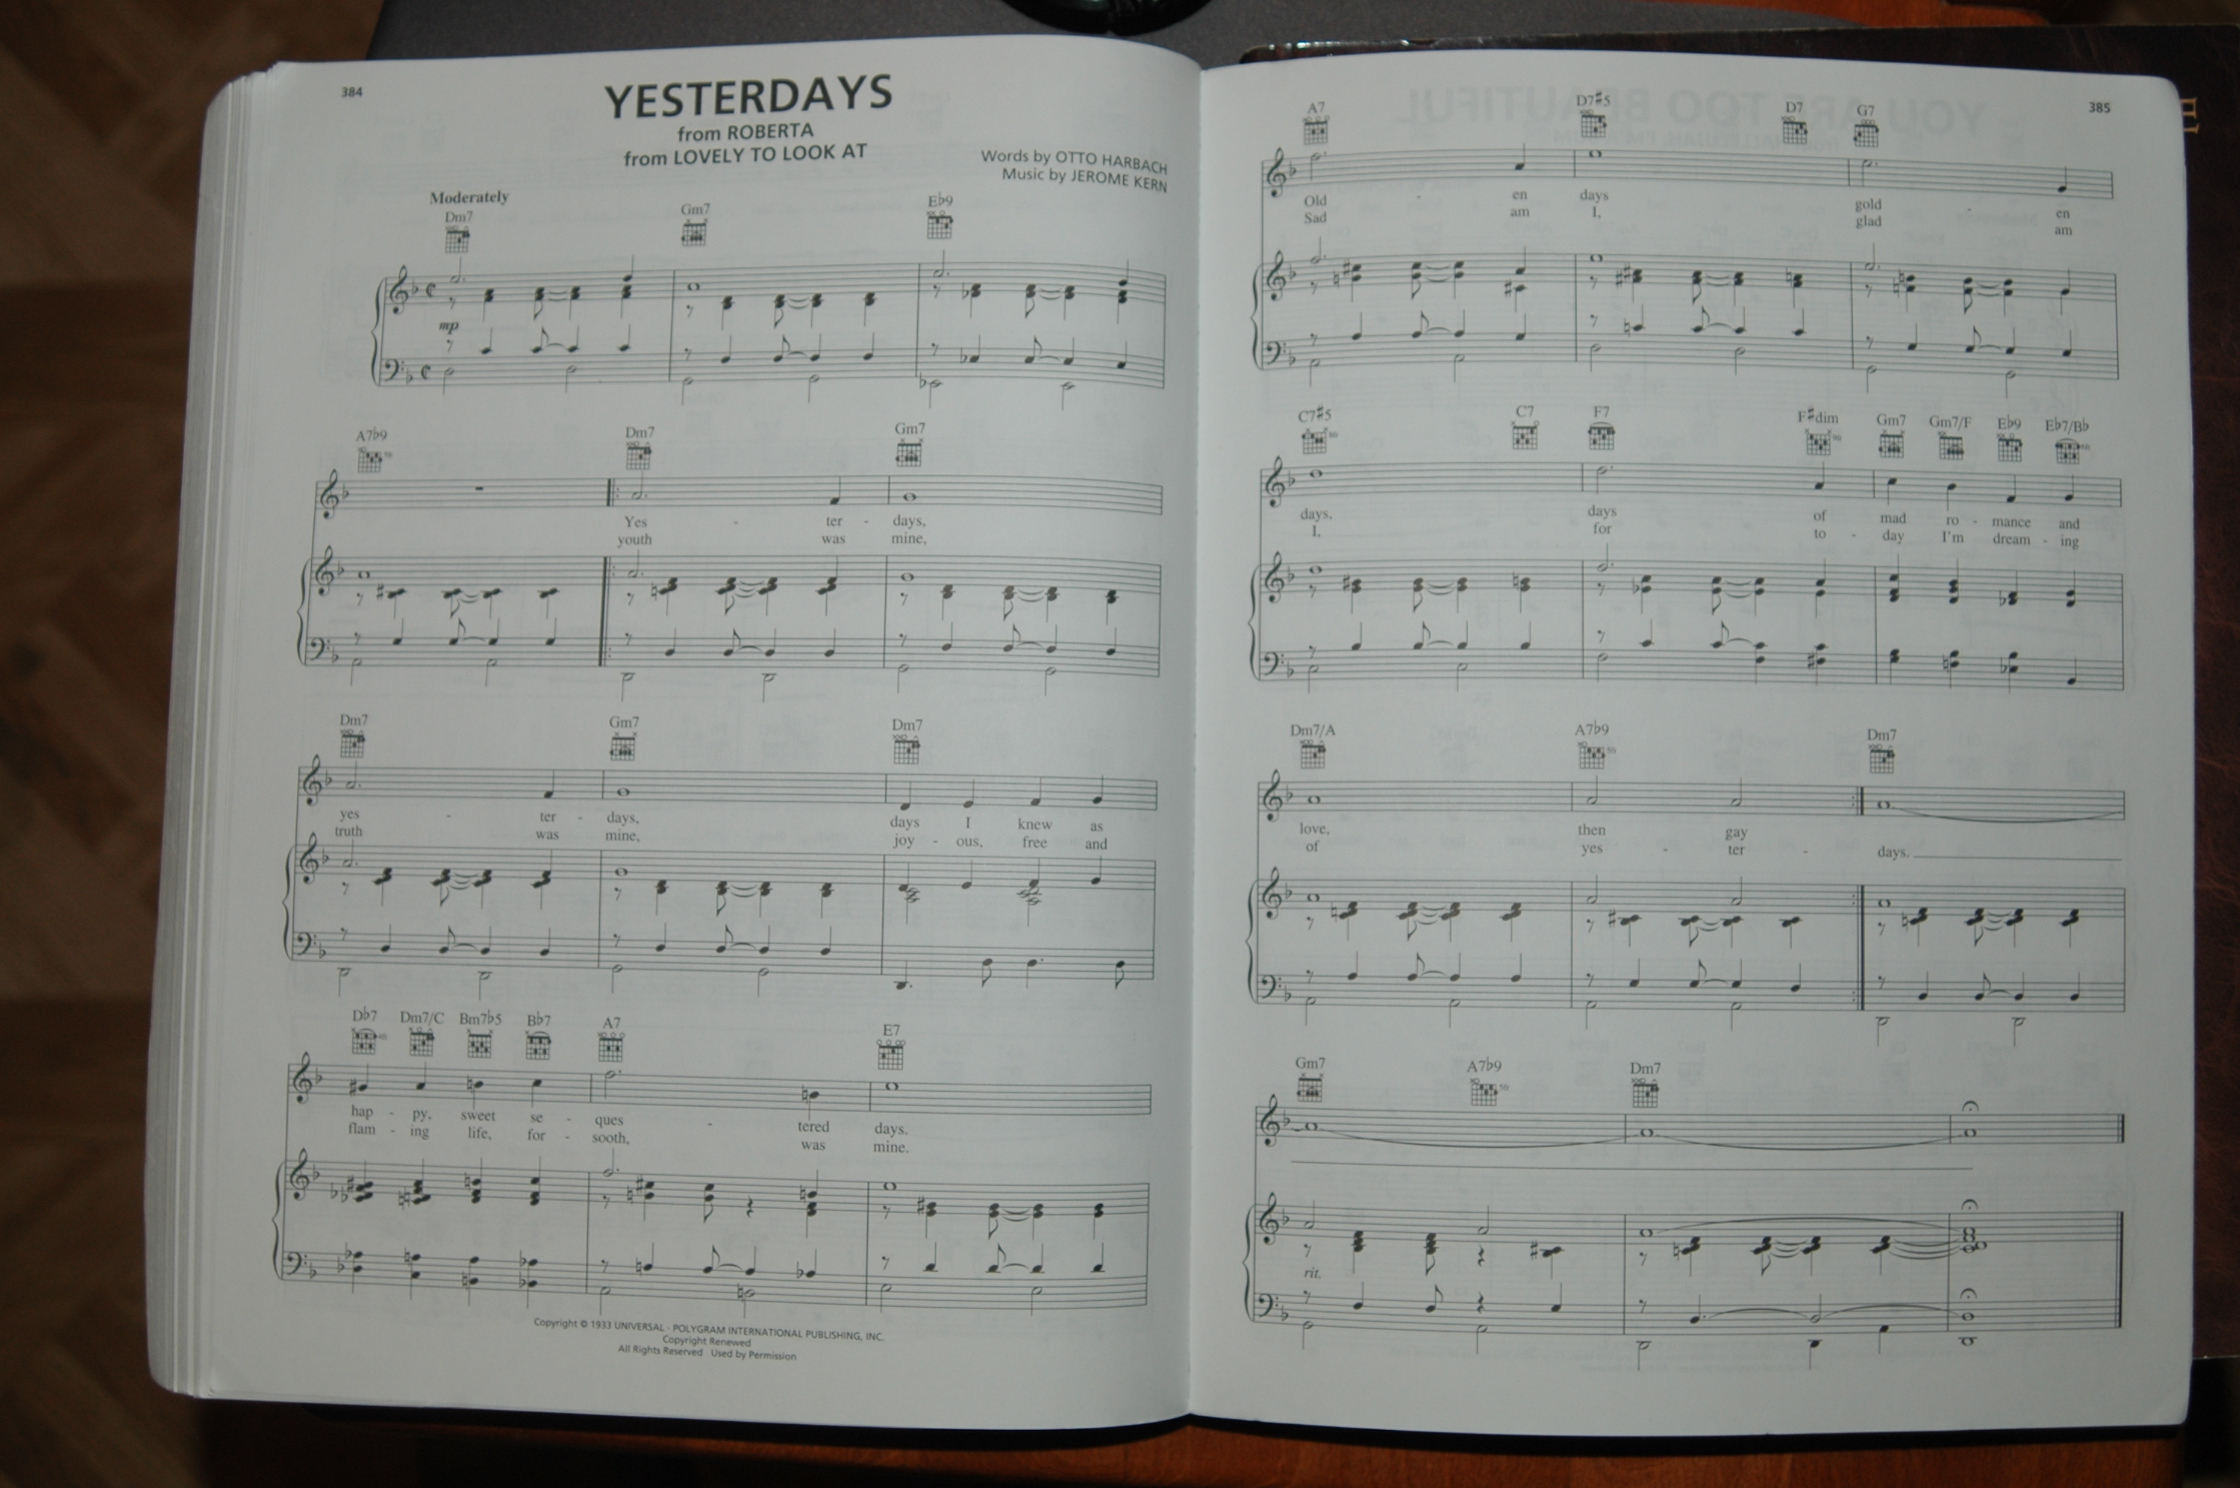 384
YESTERDAYS
from ROBERTA
from LOVELY TO LOOK AT
Words by OTTO HARBACH
Music by JEROME KERN
Moderately
Dm7 Gm7 E♭9
mp
A7♭9 Dm7 Gm7
Yes - ter - days,
youth was mine,
Dm7 Gm7 Dm7
yes - ter - days, days I knew as
truth was mine, joy - ous, free and
D♭7 Dm7/C Bm7♭5 B♭7 A7 E7
hap - py, sweet se - ques - tered days.
flam - ing life, for - sooth, was mine.
Copyright © 1933 UNIVERSAL - POLYGRAM INTERNATIONAL PUBLISHING, INC.
Copyright Renewed
All Rights Reserved Used by Permission
385
A7 D7♯5 D7 G7
Old - en days gold - en
Sad am I, glad am
C7♯5 C7 F7 F♯dim Gm7 Gm7/F E♭9 E♭7/B♭
days, days of mad ro - mance and
I, for to - day I'm dream - ing
Dm7/A A7♭9 Dm7
love, then gay
of yes - ter - days.
Gm7 A7♭9 Dm7
rit.